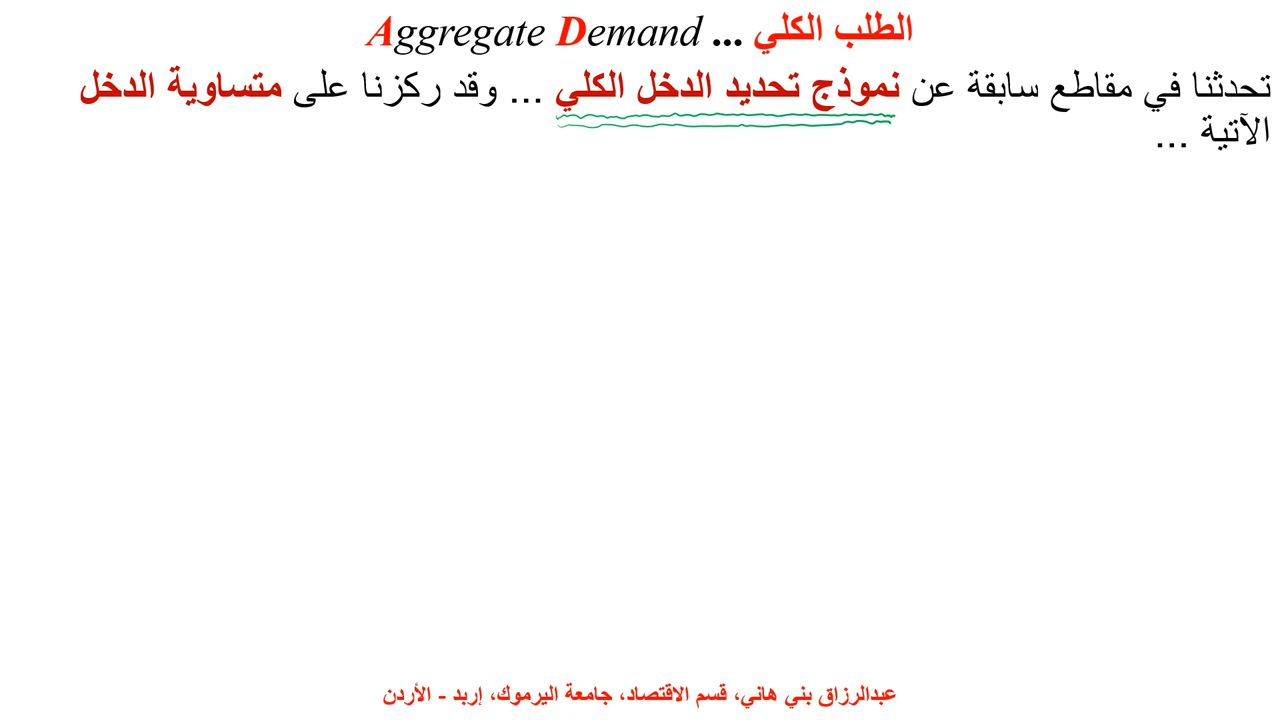 الطلب الكلي ... Aggregate Demand
تحدثنا في مقاطع سابقة عن نموذج تحديد الدخل الكلي ... وقد ركزنا على متساوية الدخل
الآتية ...
عبدالرزاق بني هاني، قسم الاقتصاد، جامعة اليرموك، إربد - الأردن